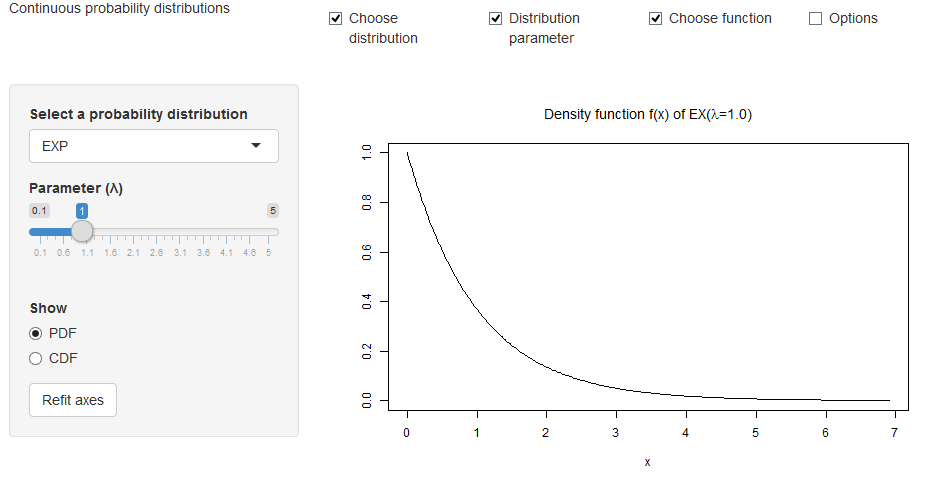 Continuous probability distributions
Choose
distribution
Distribution
parameter
Choose function
Options
Select a probability distribution
EXP
Parameter (λ)
0.1 1 5
0.1 0.6 1.1 1.6 2.1 2.6 3.1 3.6 4.1 4.6 5
Show
PDF
CDF
Refit axes
Density function f(x) of EX(λ=1.0)
1.0
0.8
0.6
0.4
0.2
0.0
0 1 2 3 4 5 6 7
x